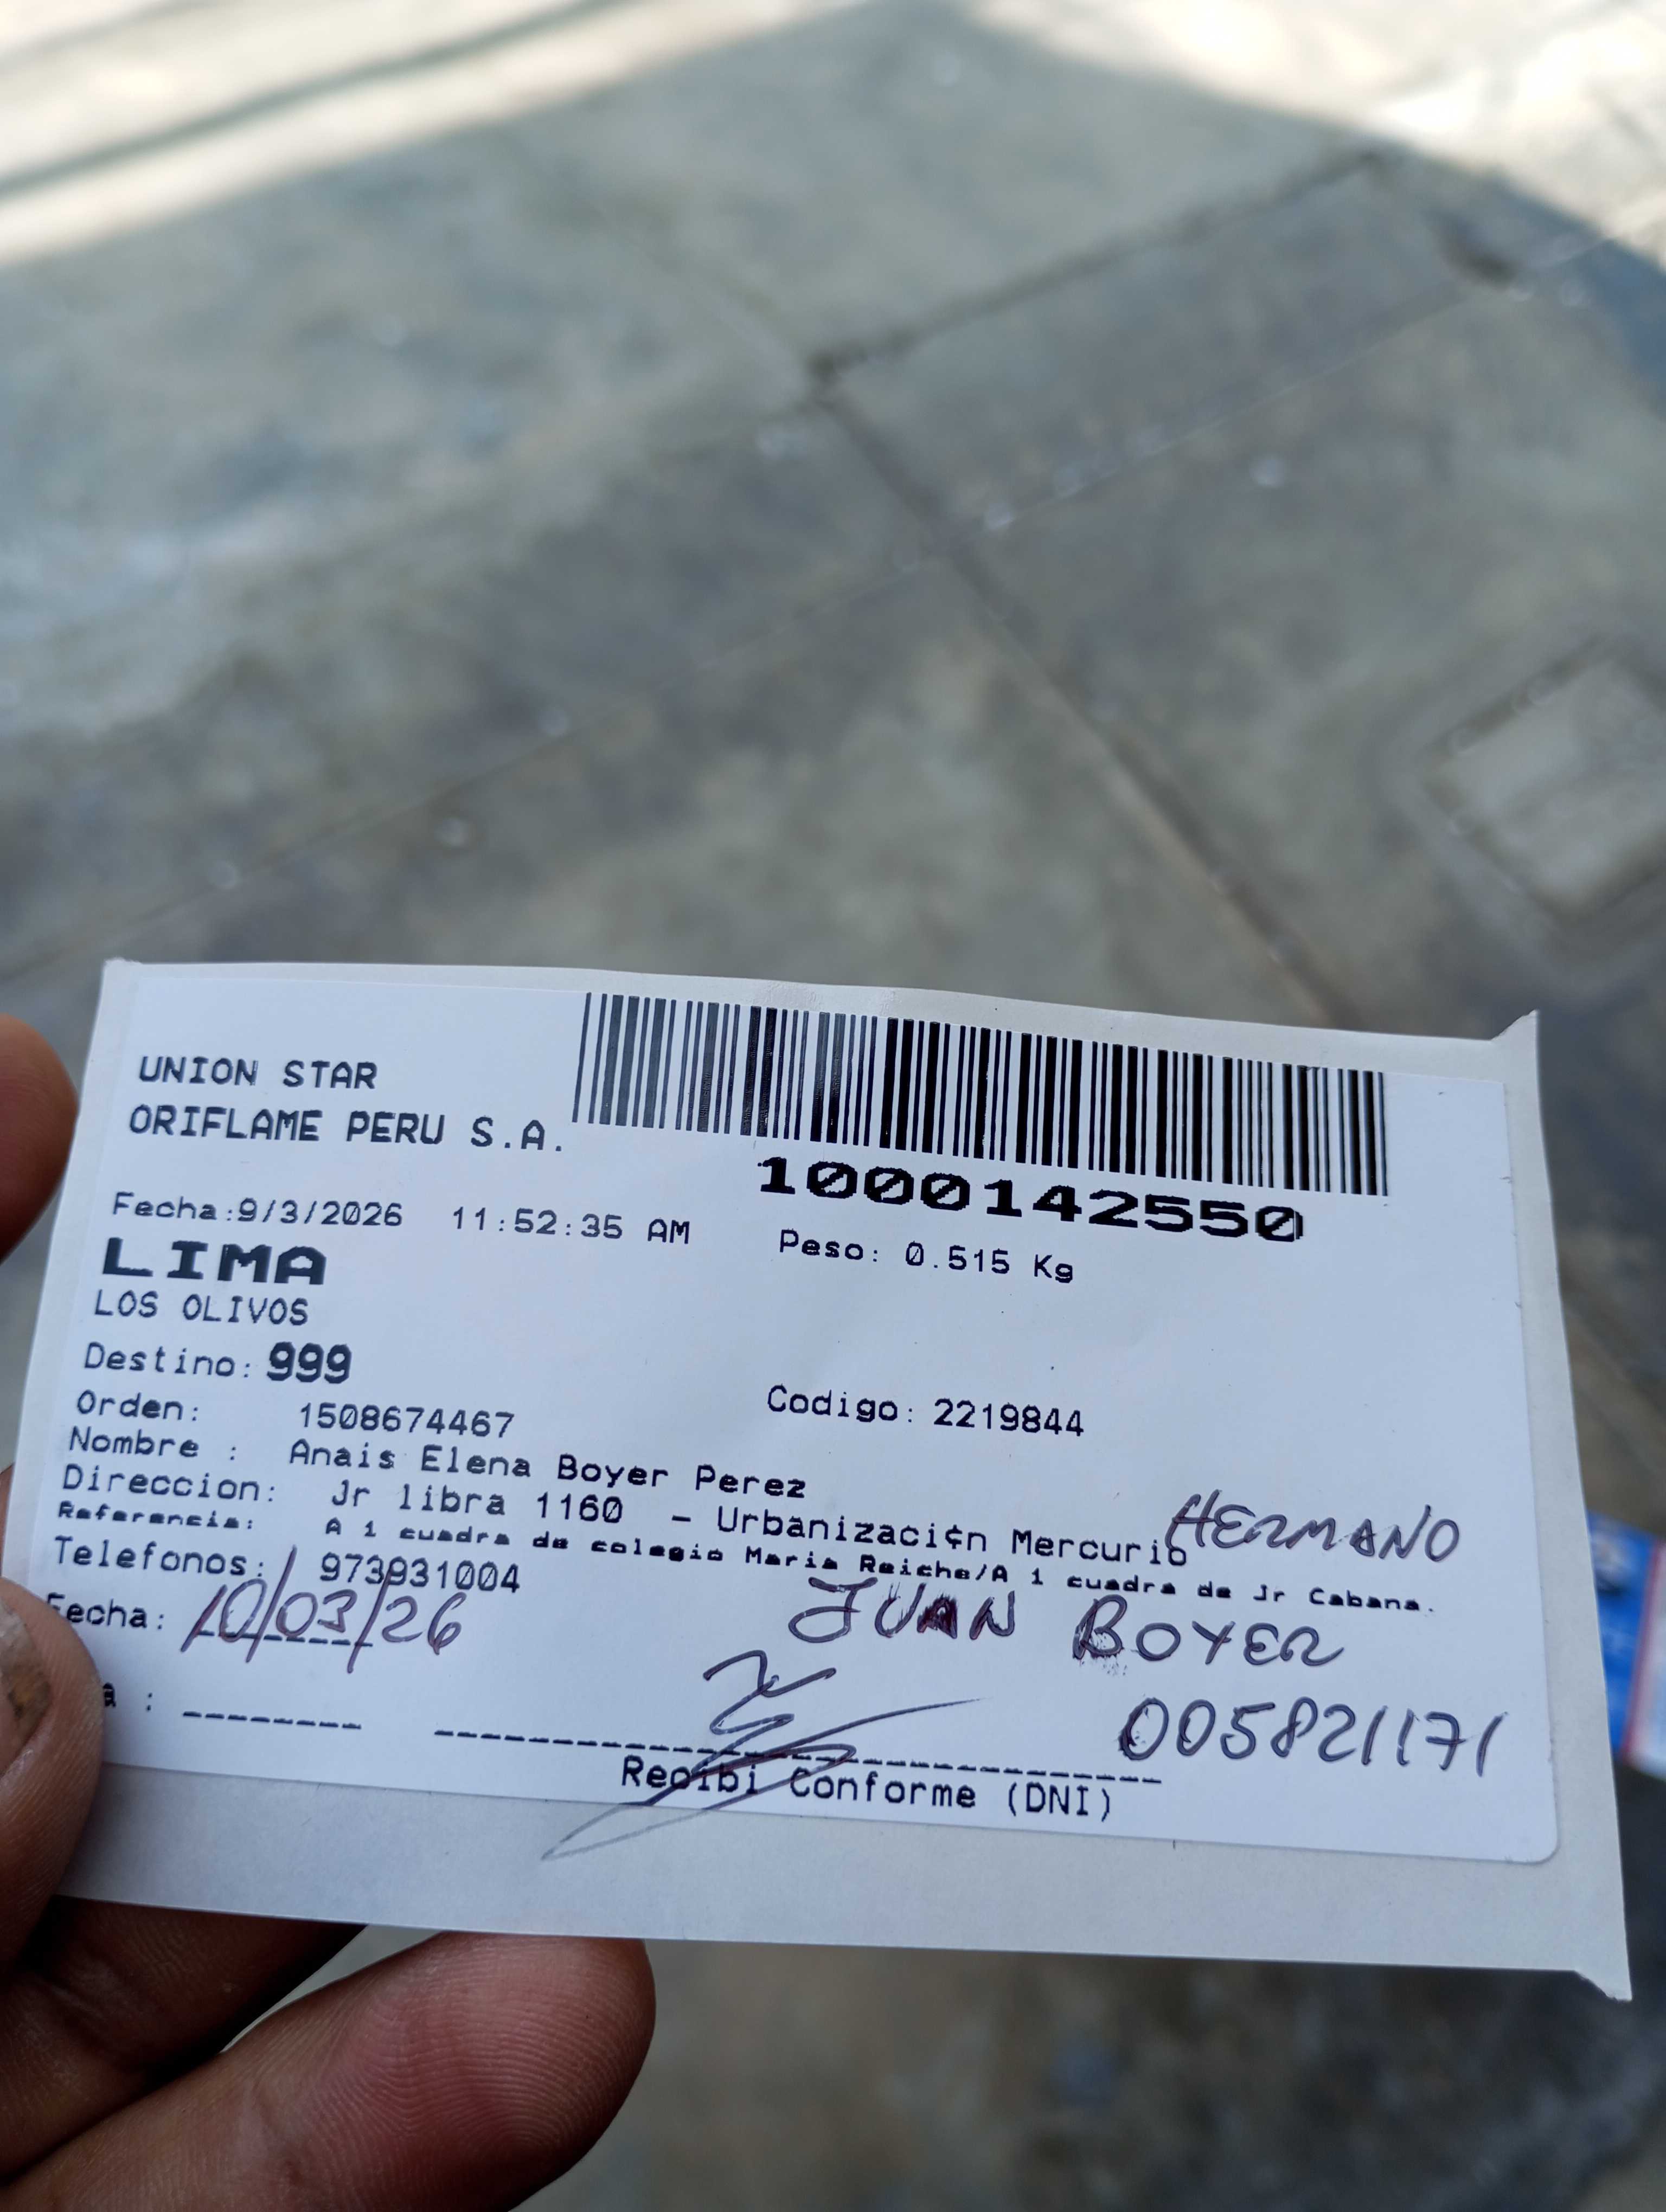 UNION STAR
ORIFLAME PERU S.A.
1000142550
Fecha:9/3/2026 11:52:35 AM
Peso: 0.515 Kg
LIMA
LOS OLIVOS
Destino: 999
Orden: 1508674467
Codigo: 2219844
Nombre : Anais Elena Boyer Perez
Direccion: Jr libra 1160 - Urbanizaci¢n Mercurio
HERMANO
Referencia: A 1 cuadra de colegio Maria Reiche/A 1 cuadra de Jr Cabana.
Telefonos: 973931004
JUAN BOYER
Fecha: 10/03/26
005821171
a :
Recibi Conforme (DNI)